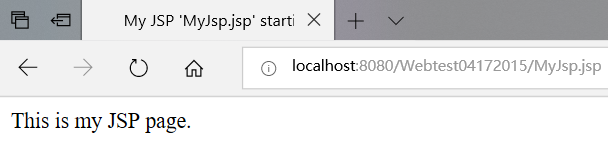 My JSP 'MyJsp.jsp' starti
localhost:8080/Webtest04172015/MyJsp.jsp
This is my JSP page.